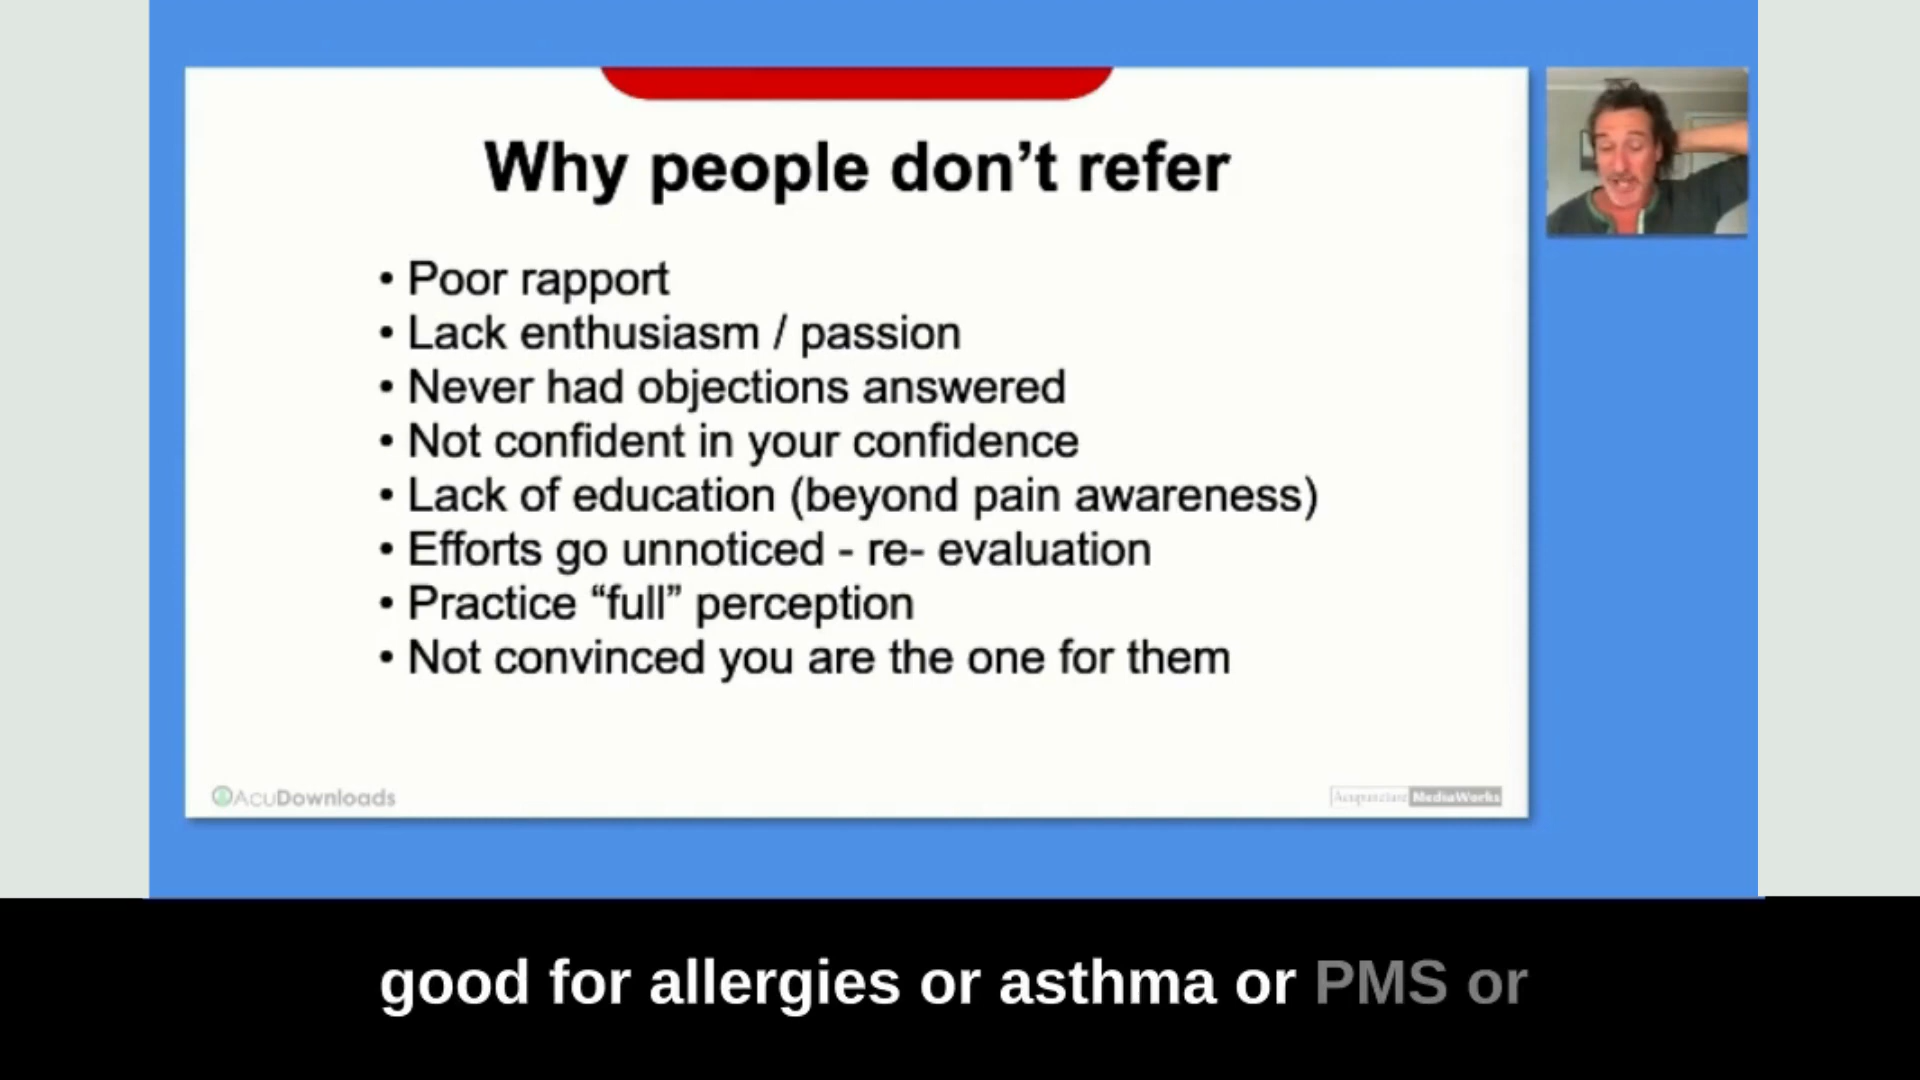 Why people don’t refer
• Poor rapport
• Lack enthusiasm / passion
• Never had objections answered
• Not confident in your confidence
• Lack of education (beyond pain awareness)
• Efforts go unnoticed - re- evaluation
• Practice “full” perception
• Not convinced you are the one for them
AcuDownloads
Acupuncture MediaWorks
good for allergies or asthma or PMS or